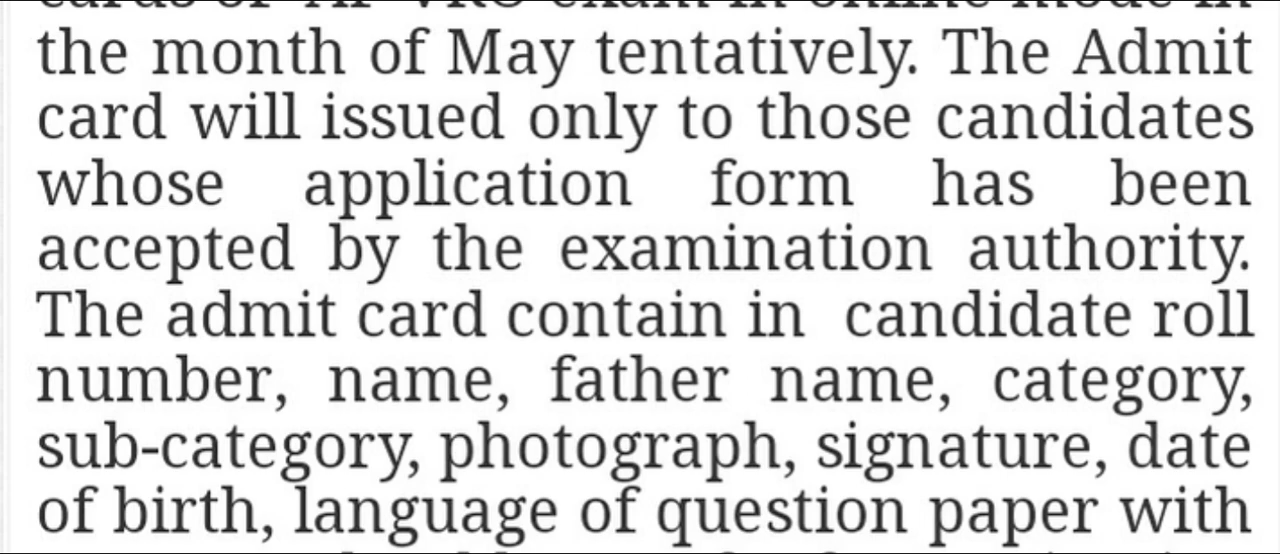 the month of May tentatively. The Admit
card will issued only to those candidates
whose application form has been
accepted by the examination authority.
The admit card contain in candidate roll
number, name, father name, category,
sub-category, photograph, signature, date
of birth, language of question paper with